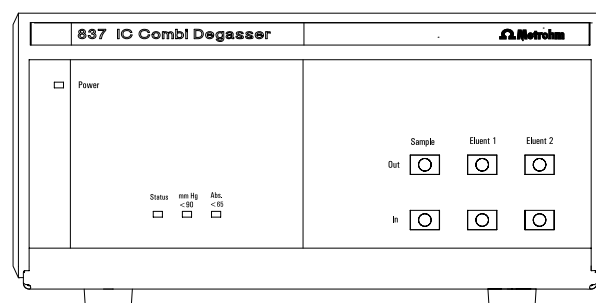 837 IC Combi Degasser
Ω Metrohm
Power
Sample Eluent 1 Eluent 2
Out
Status mm Hg <90 Abs. <65
In